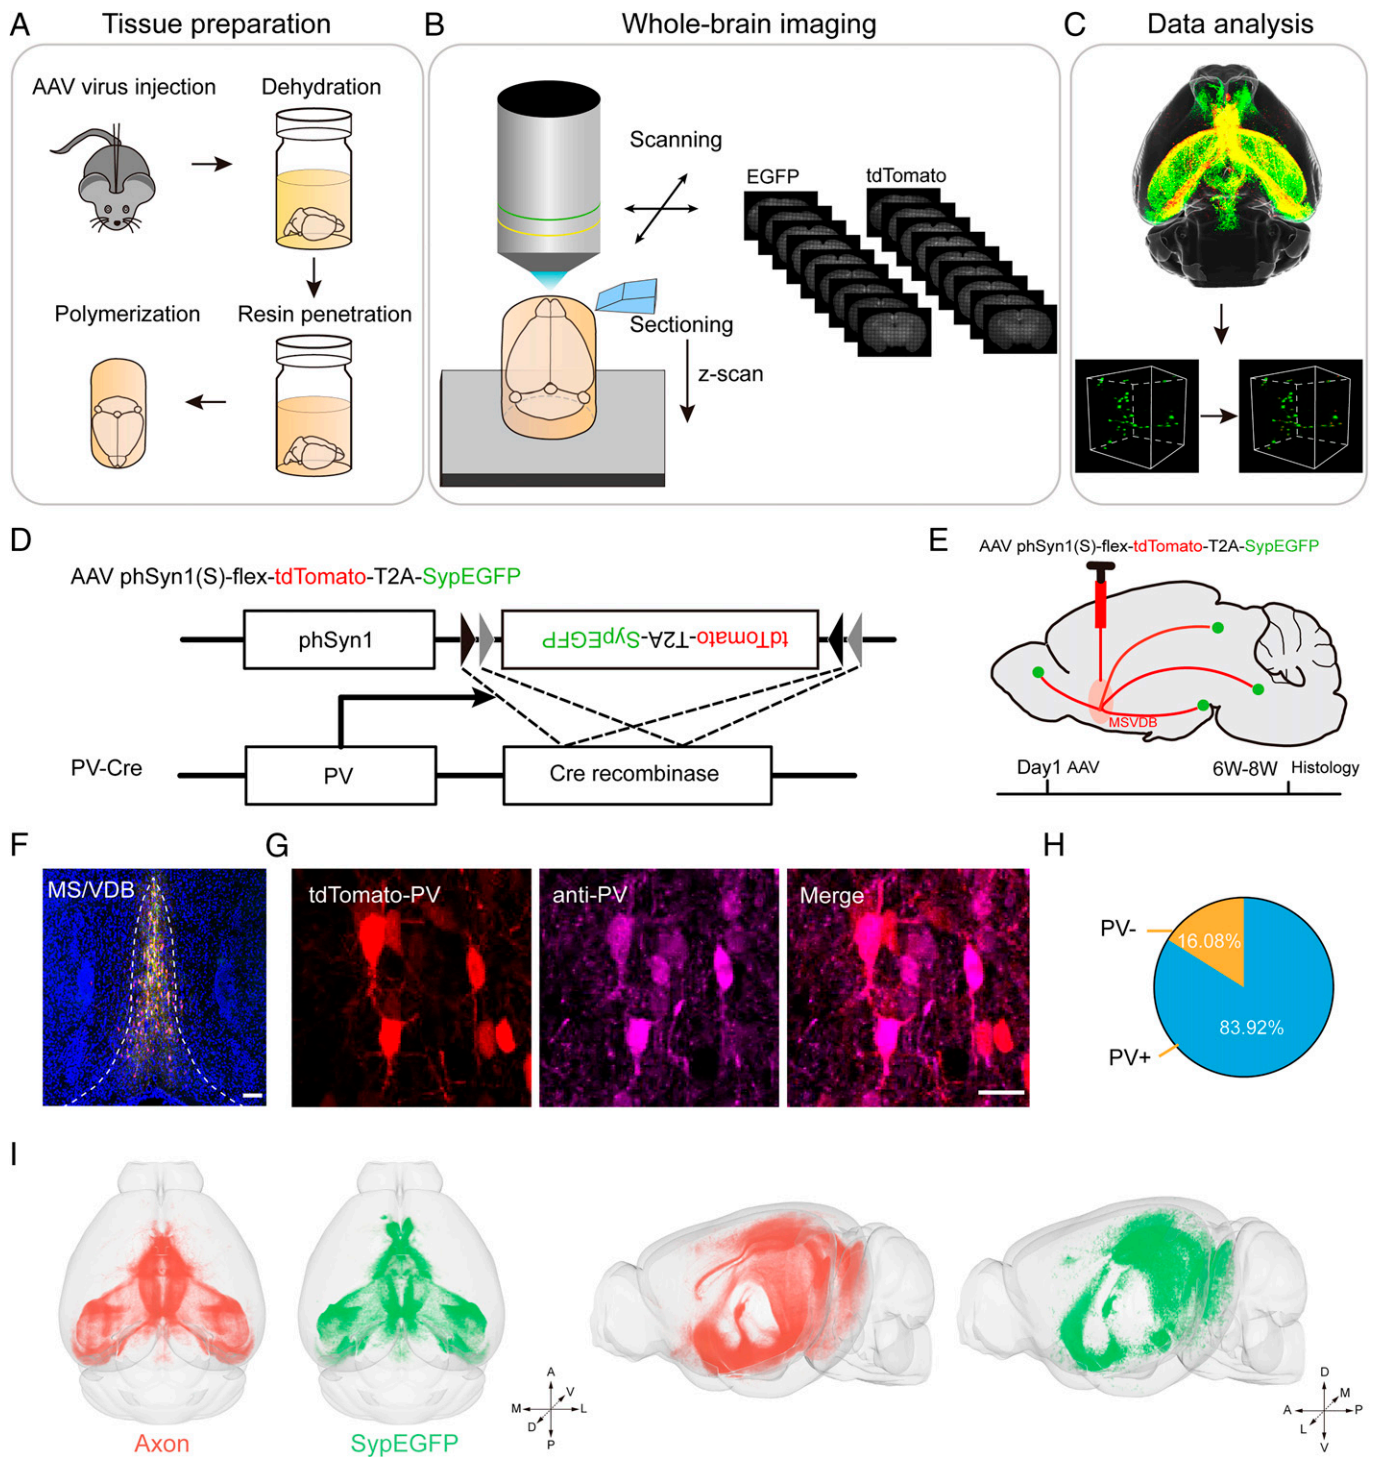 A Tissue preparation
B Whole-brain imaging
C Data analysis
AAV virus injection
Dehydration
Polymerization
Resin penetration
Scanning
EGFP
tdTomato
Sectioning
z-scan
D
AAV phSyn1(S)-flex-tdTomato-T2A-SypEGFP
phSyn1
tdTomato-T2A-SypEGFP
PV-Cre
PV
Cre recombinase
E
AAV phSyn1(S)-flex-tdTomato-T2A-SypEGFP
MSVDB
Day1 AAV
6W-8W Histology
F
MS/VDB
G
tdTomato-PV
anti-PV
Merge
H
PV-
16.08%
83.92%
PV+
I
Axon
SypEGFP
A
V
M
L
D
P
D
M
A
P
L
V